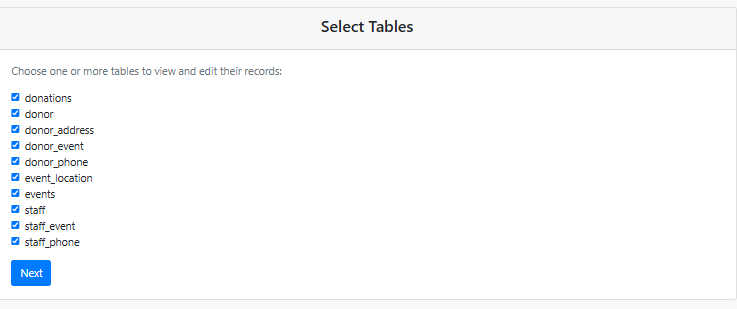 Select Tables
Choose one or more tables to view and edit their records:
donations
donor
donor_address
donor_event
donor_phone
event_location
events
staff
staff_event
staff_phone
Next